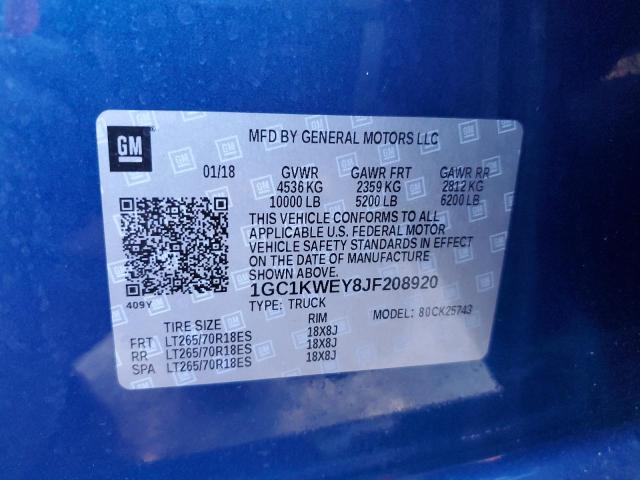 GM
MFD BY GENERAL MOTORS LLC
01/18 GVWR GAWR FRT GAWR RR
4536 KG 2359 KG 2812 KG
10000 LB 5200 LB 6200 LB
THIS VEHICLE CONFORMS TO ALL
APPLICABLE U.S. FEDERAL MOTOR
VEHICLE SAFETY STANDARDS IN EFFECT
ON THE DATE OF MANUFACTURE
SHOWN ABOVE.
409Y
1GC1KWEY8JF208920
TYPE: TRUCK MODEL: 80CK25743
TIRE SIZE RIM
FRT LT265/70R18ES 18X8J
RR LT265/70R18ES 18X8J
SPA LT265/70R18ES 18X8J